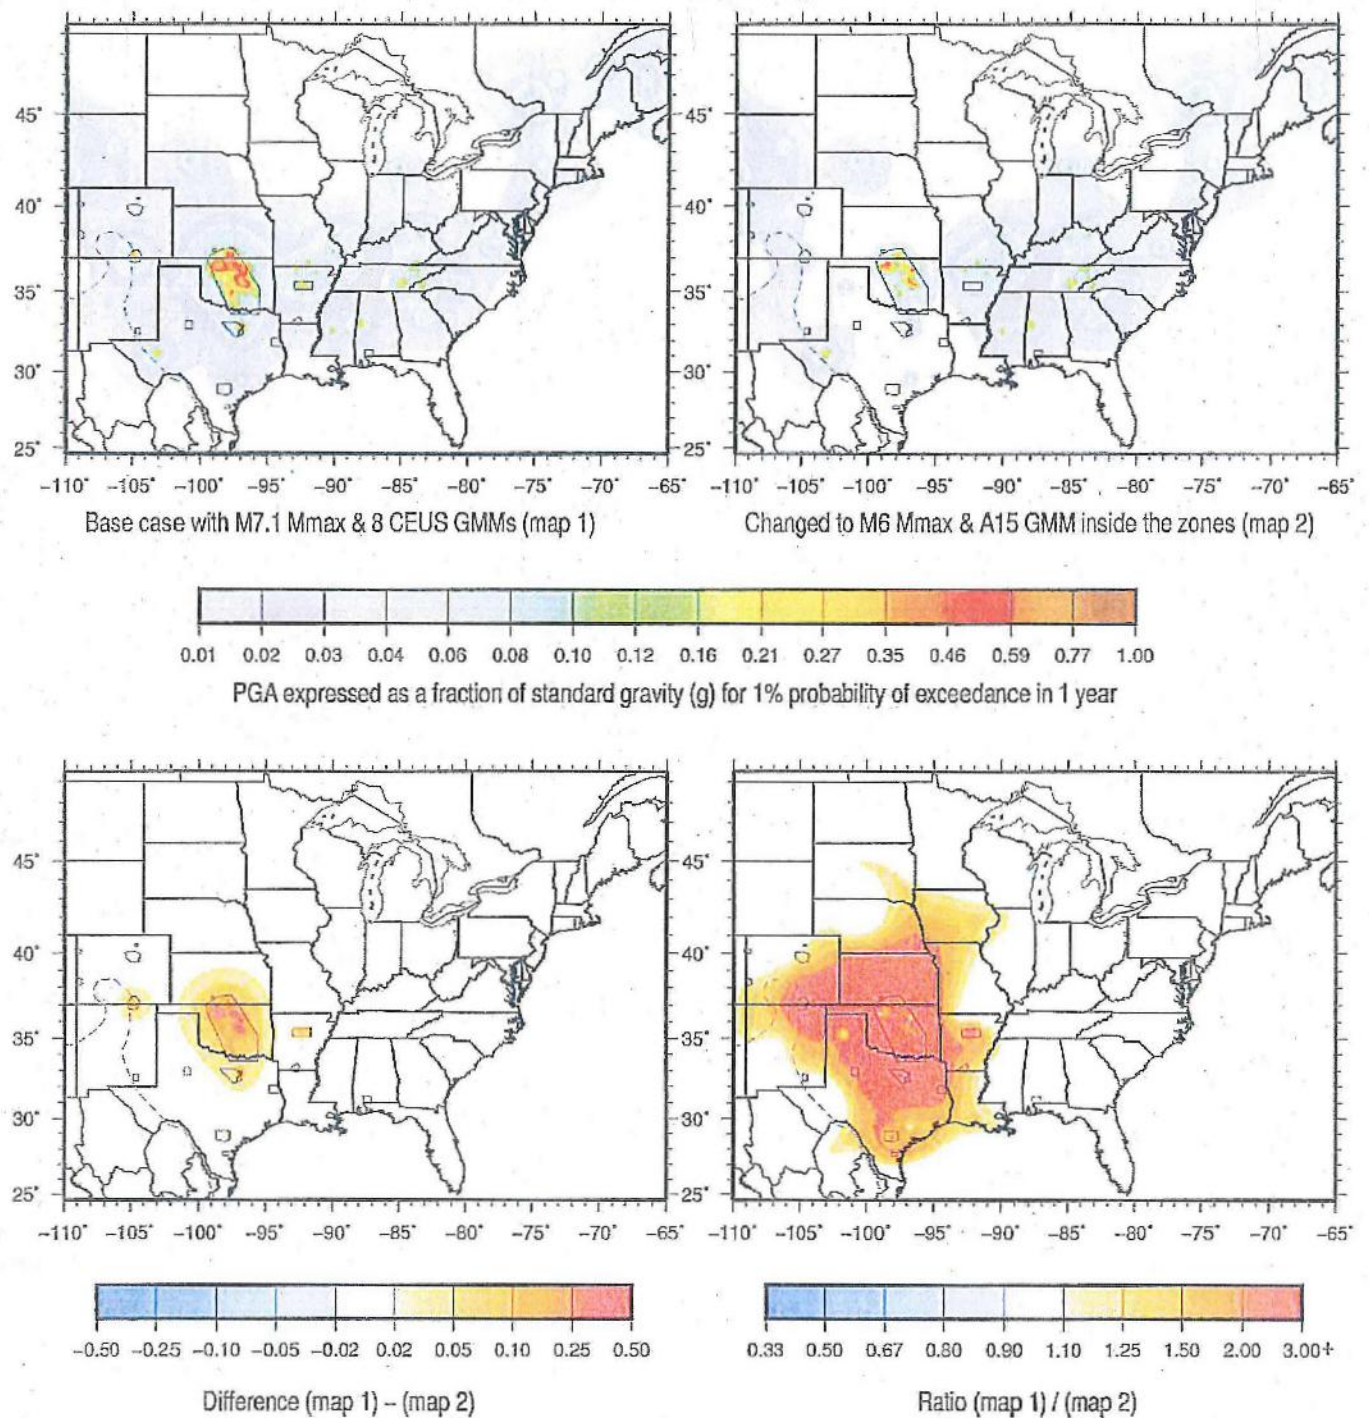 45° 45°
40° 40°
35° 35°
30° 30°
25° 25°
-110° -105° -100° -95° -90° -85° -80° -75° -70° -65° -110° -105° -100° -95° -90° -85° -80° -75° -70° -65°
Base case with M7.1 Mmax & 8 CEUS GMMs (map 1) Changed to M6 Mmax & A15 GMM inside the zones (map 2)
0.01 0.02 0.03 0.04 0.06 0.08 0.10 0.12 0.16 0.21 0.27 0.35 0.46 0.59 0.77 1.00
PGA expressed as a fraction of standard gravity (g) for 1% probability of exceedance in 1 year
45° 45°
40° 40°
35° 35°
30° 30°
25° 25°
-110° -105° -100° -95° -90° -85° -80° -75° -70° -65° -110° -105° -100° -95° -90° -85° -80° -75° -70° -65°
-0.50 -0.25 -0.10 -0.05 -0.02 0.02 0.05 0.10 0.25 0.50 0.33 0.50 0.67 0.80 0.90 1.10 1.25 1.50 2.00 3.00+
Difference (map 1) – (map 2) Ratio (map 1) / (map 2)